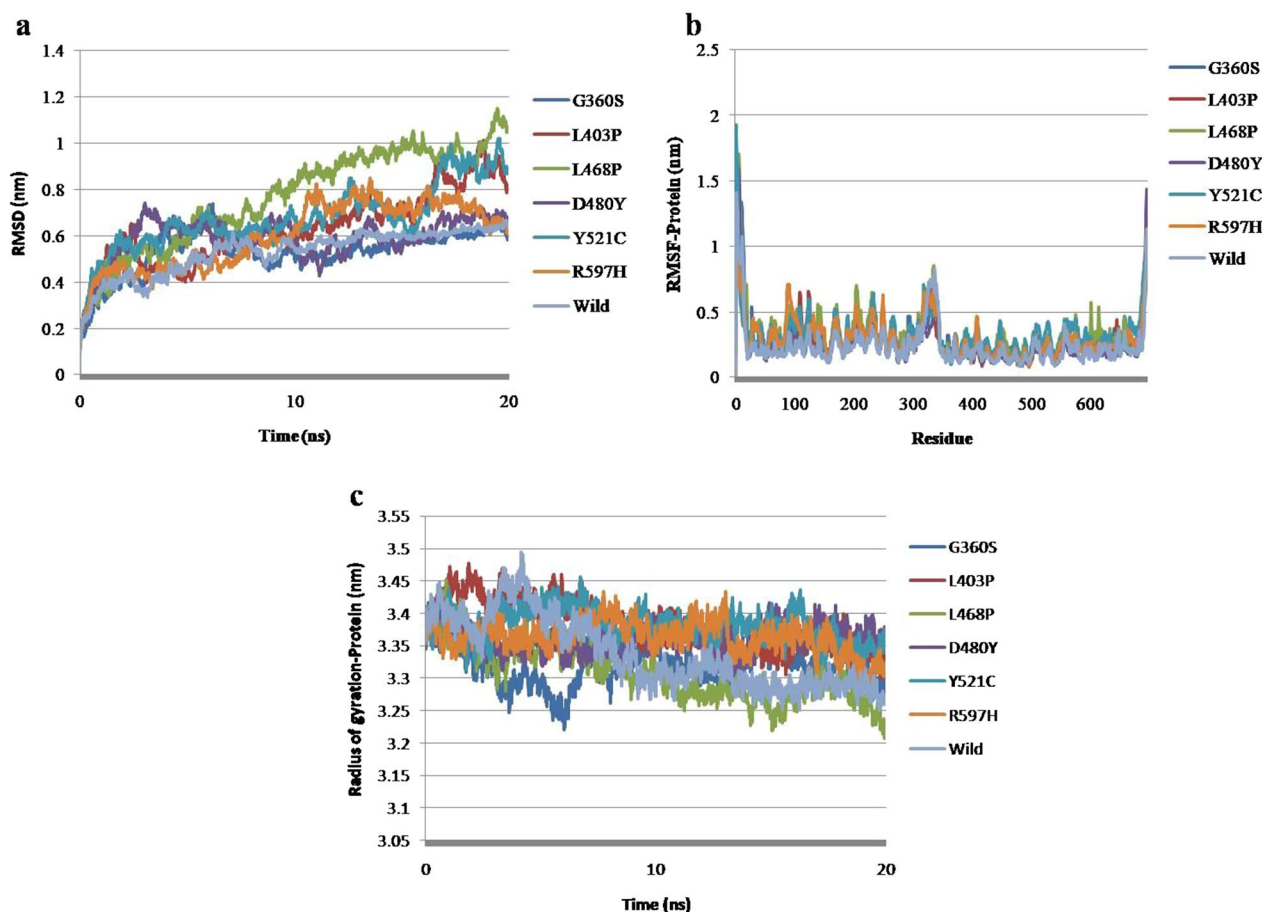 a
RMSD (nm)
1.4
1.2
1
0.8
0.6
0.4
0.2
0
0
10
20
Time (ns)
G360S
L403P
L468P
D480Y
Y521C
R597H
Wild
b
RMSF-Protein (nm)
2.5
2
1.5
1
0.5
0
0
100
200
300
400
500
600
Residue
G360S
L403P
L468P
D480Y
Y521C
R597H
Wild
c
Radius of gyration-Protein (nm)
3.55
3.5
3.45
3.4
3.35
3.3
3.25
3.2
3.15
3.1
3.05
0
10
20
Time (ns)
G360S
L403P
L468P
D480Y
Y521C
R597H
Wild